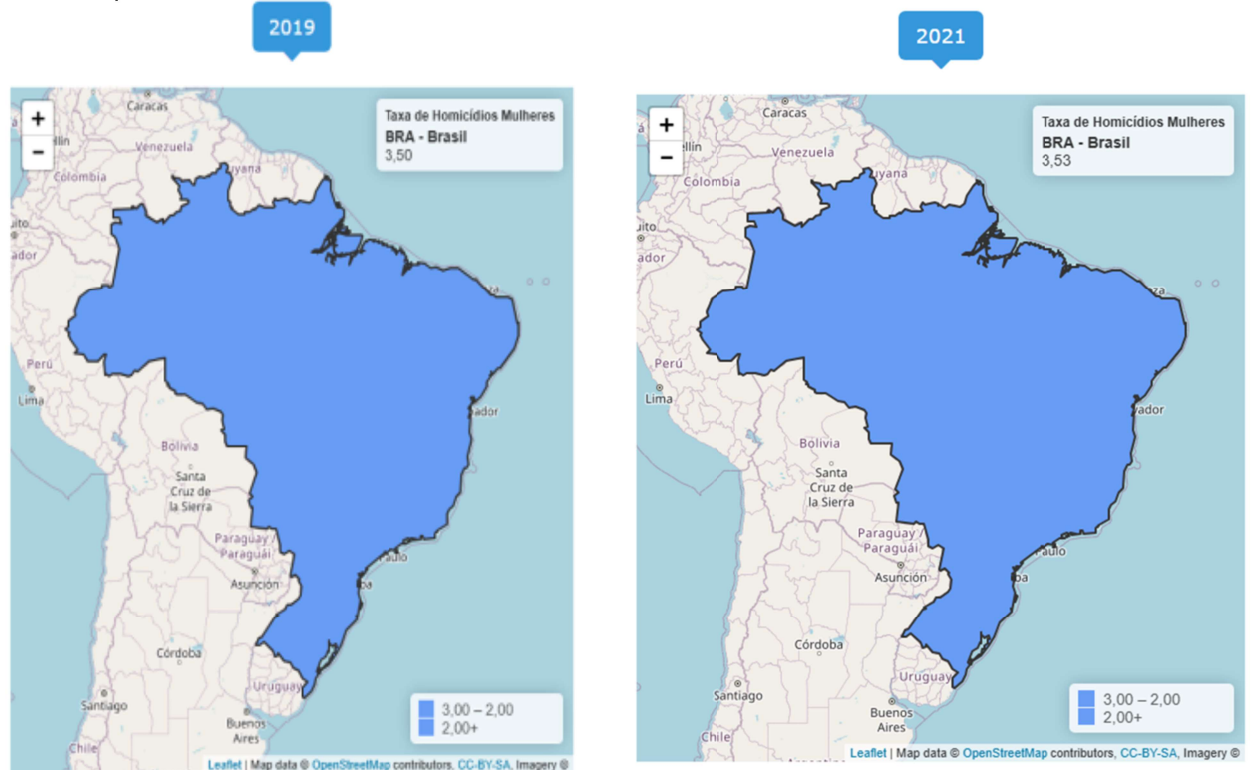 2019
Caracas
Venezuela
Colombia
Perú
Lima
Bolivia
Santa
Cruz de
la Sierra
Paraguay /
Paraguái
Asunción
Córdoba
Uruguay
Santiago
Buenos
Aires
Chile
Taxa de Homicídios Mulheres
BRA - Brasil
3,50
3,00 – 2,00
2,00+
Leaflet | Map data © OpenStreetMap contributors, CC-BY-SA, Imagery ©
2021
Caracas
Venezuela
Colombia
Perú
Lima
Bolivia
Santa
Cruz de
la Sierra
Paraguay /
Paraguái
Asunción
Córdoba
Uruguay
Santiago
Buenos
Aires
Chile
Taxa de Homicídios Mulheres
BRA - Brasil
3,53
3,00 – 2,00
2,00+
Leaflet | Map data © OpenStreetMap contributors, CC-BY-SA, Imagery ©